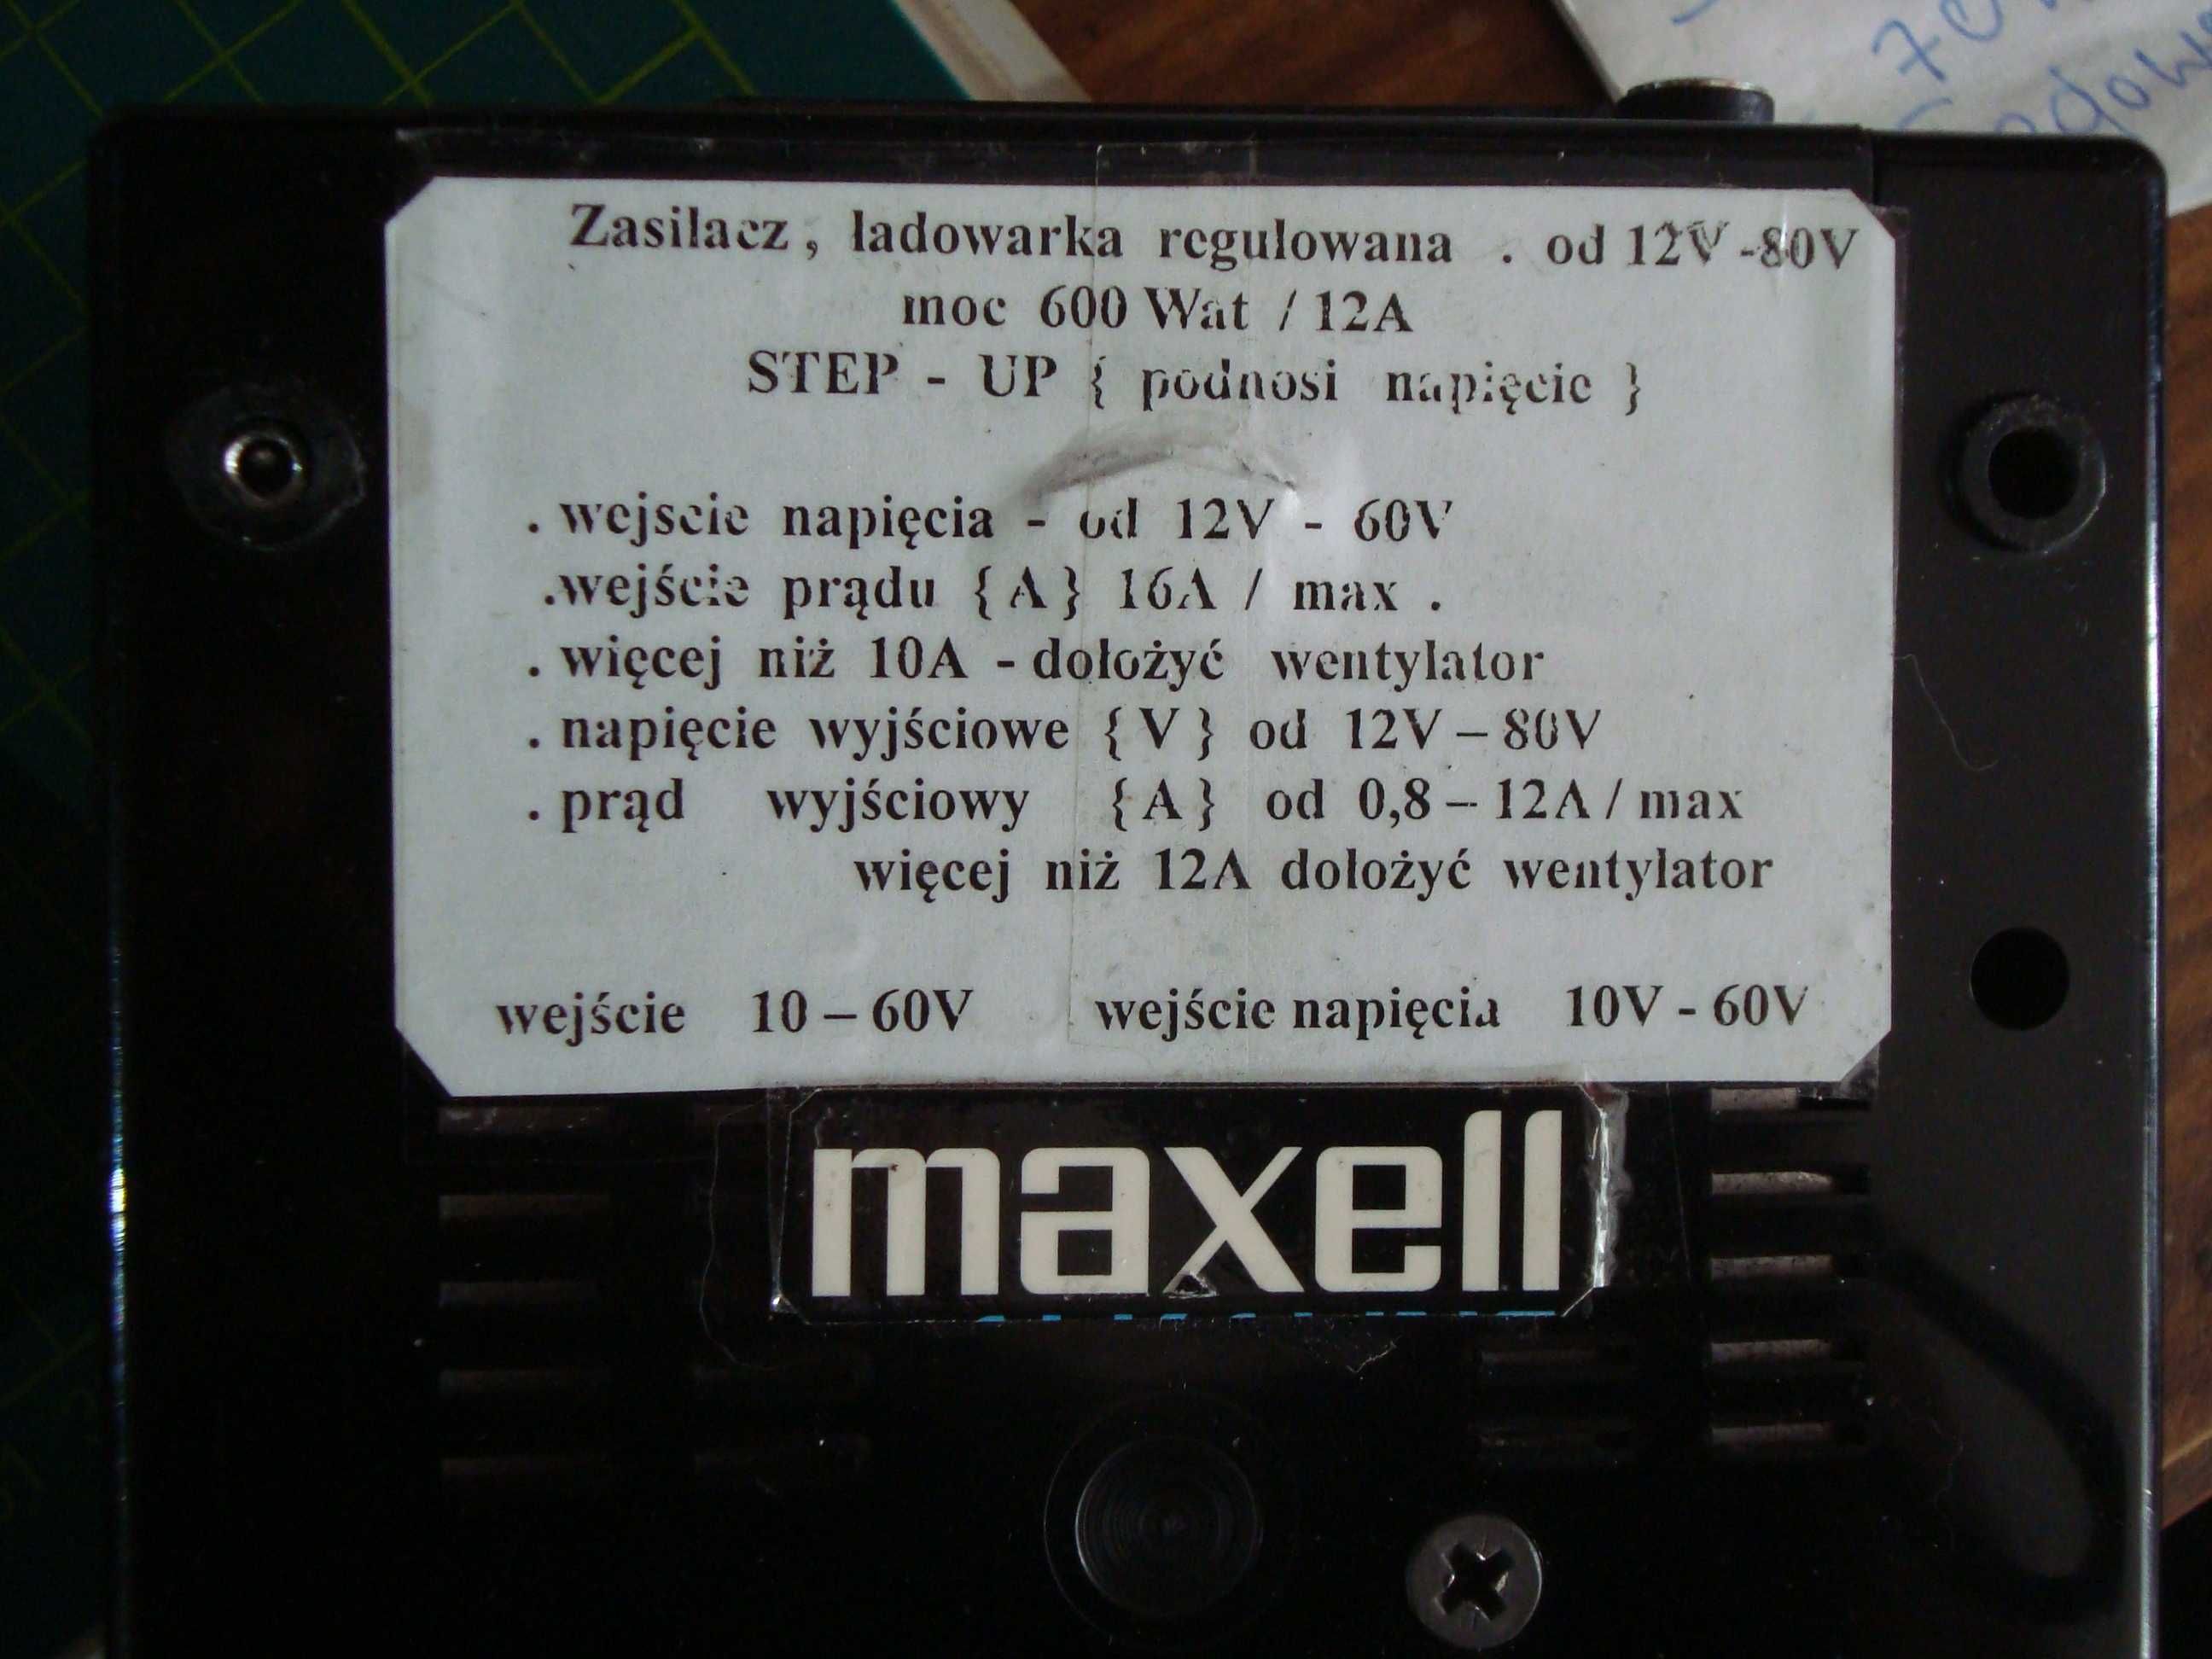 Zasilacz, ładowarka regulowana . od 12V -80V
moc 600 Wat / 12A
STEP - UP { podnosi napięcie }
. wejscie napięcia - od 12V - 60V
.wejście prądu {A} 16A / max .
. więcej niż 10A - dołożyć wentylator
. napięcie wyjściowe {V} od 12V – 80V
. prąd wyjściowy {A} od 0,8 – 12A / max
więcej niż 12A dołożyć wentylator
wejście 10 – 60V wejście napięcia 10V - 60V
maxell